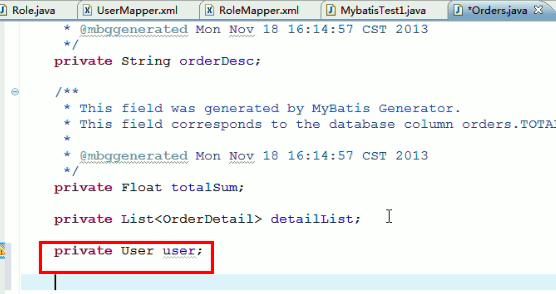 Role.java UserMapper.xml RoleMapper.xml MybatisTest1.java *Orders.java
* @mbggenerated Mon Nov 18 16:14:57 CST 2013
*/
private String orderDesc;
/**
* This field was generated by MyBatis Generator.
* This field corresponds to the database column orders.TOTA
*
* @mbggenerated Mon Nov 18 16:14:57 CST 2013
*/
private Float totalSum;
private List<OrderDetail> detailList;
private User user;